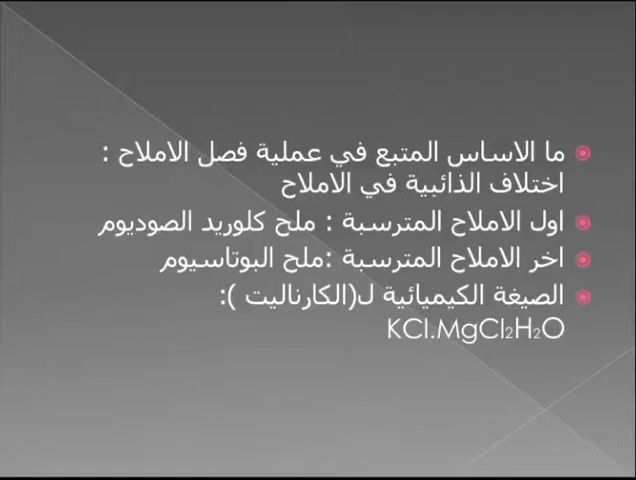 ما الاساس المتبع في عملية فصل الاملاح :
اختلاف الذائبية في الاملاح
اول الاملاح المترسبة : ملح كلوريد الصوديوم
اخر الاملاح المترسبة :ملح البوتاسيوم
الصيغة الكيميائية ل(الكارناليت ):
KCl.MgCl2H2O